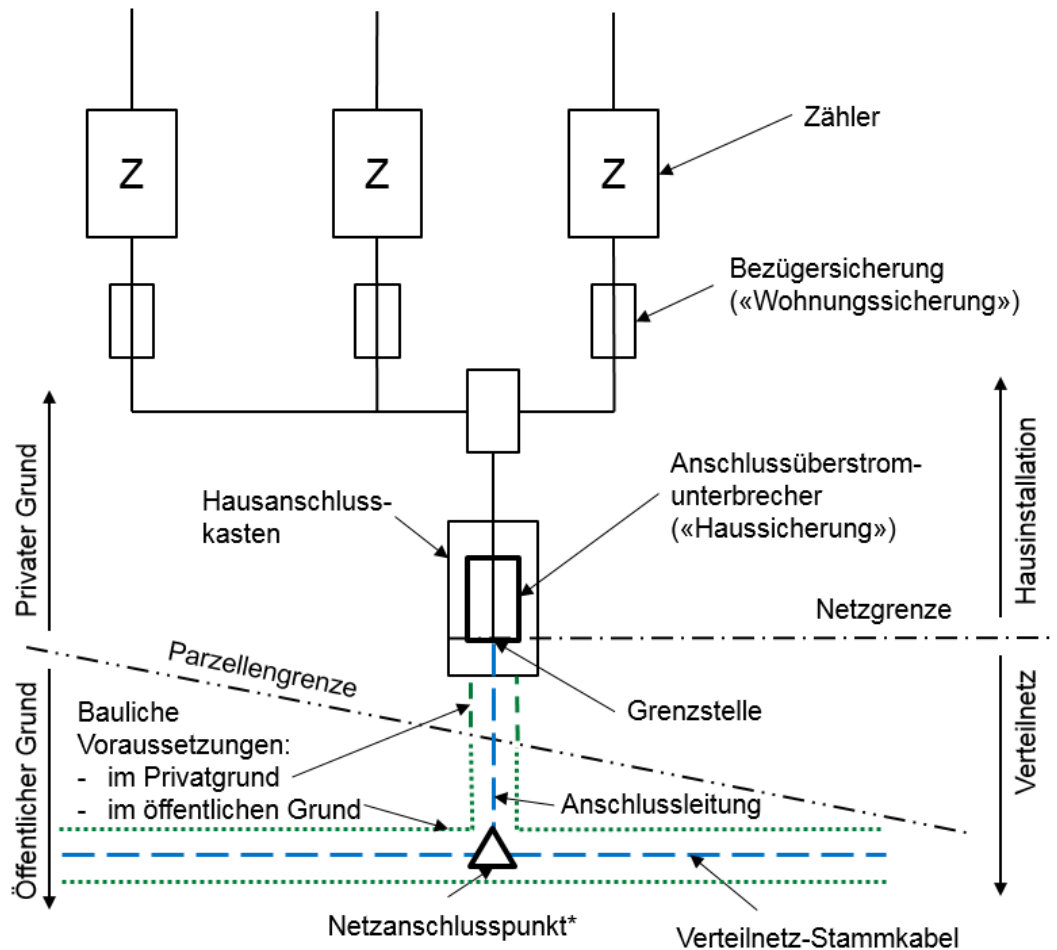 Zähler
Z
Z
Z
Bezügersicherung
(«Wohnungssicherung»)
Privater Grund
Hausanschluss-
kasten
Anschlussüberstrom-
unterbrecher
(«Haussicherung»)
Hausinstallation
Netzgrenze
Parzellengrenze
Öffentlicher Grund
Bauliche
Voraussetzungen:
- im Privatgrund
- im öffentlichen Grund
Grenzstelle
Anschlussleitung
Verteilnetz
Netzanschlusspunkt*
Verteilnetz-Stammkabel